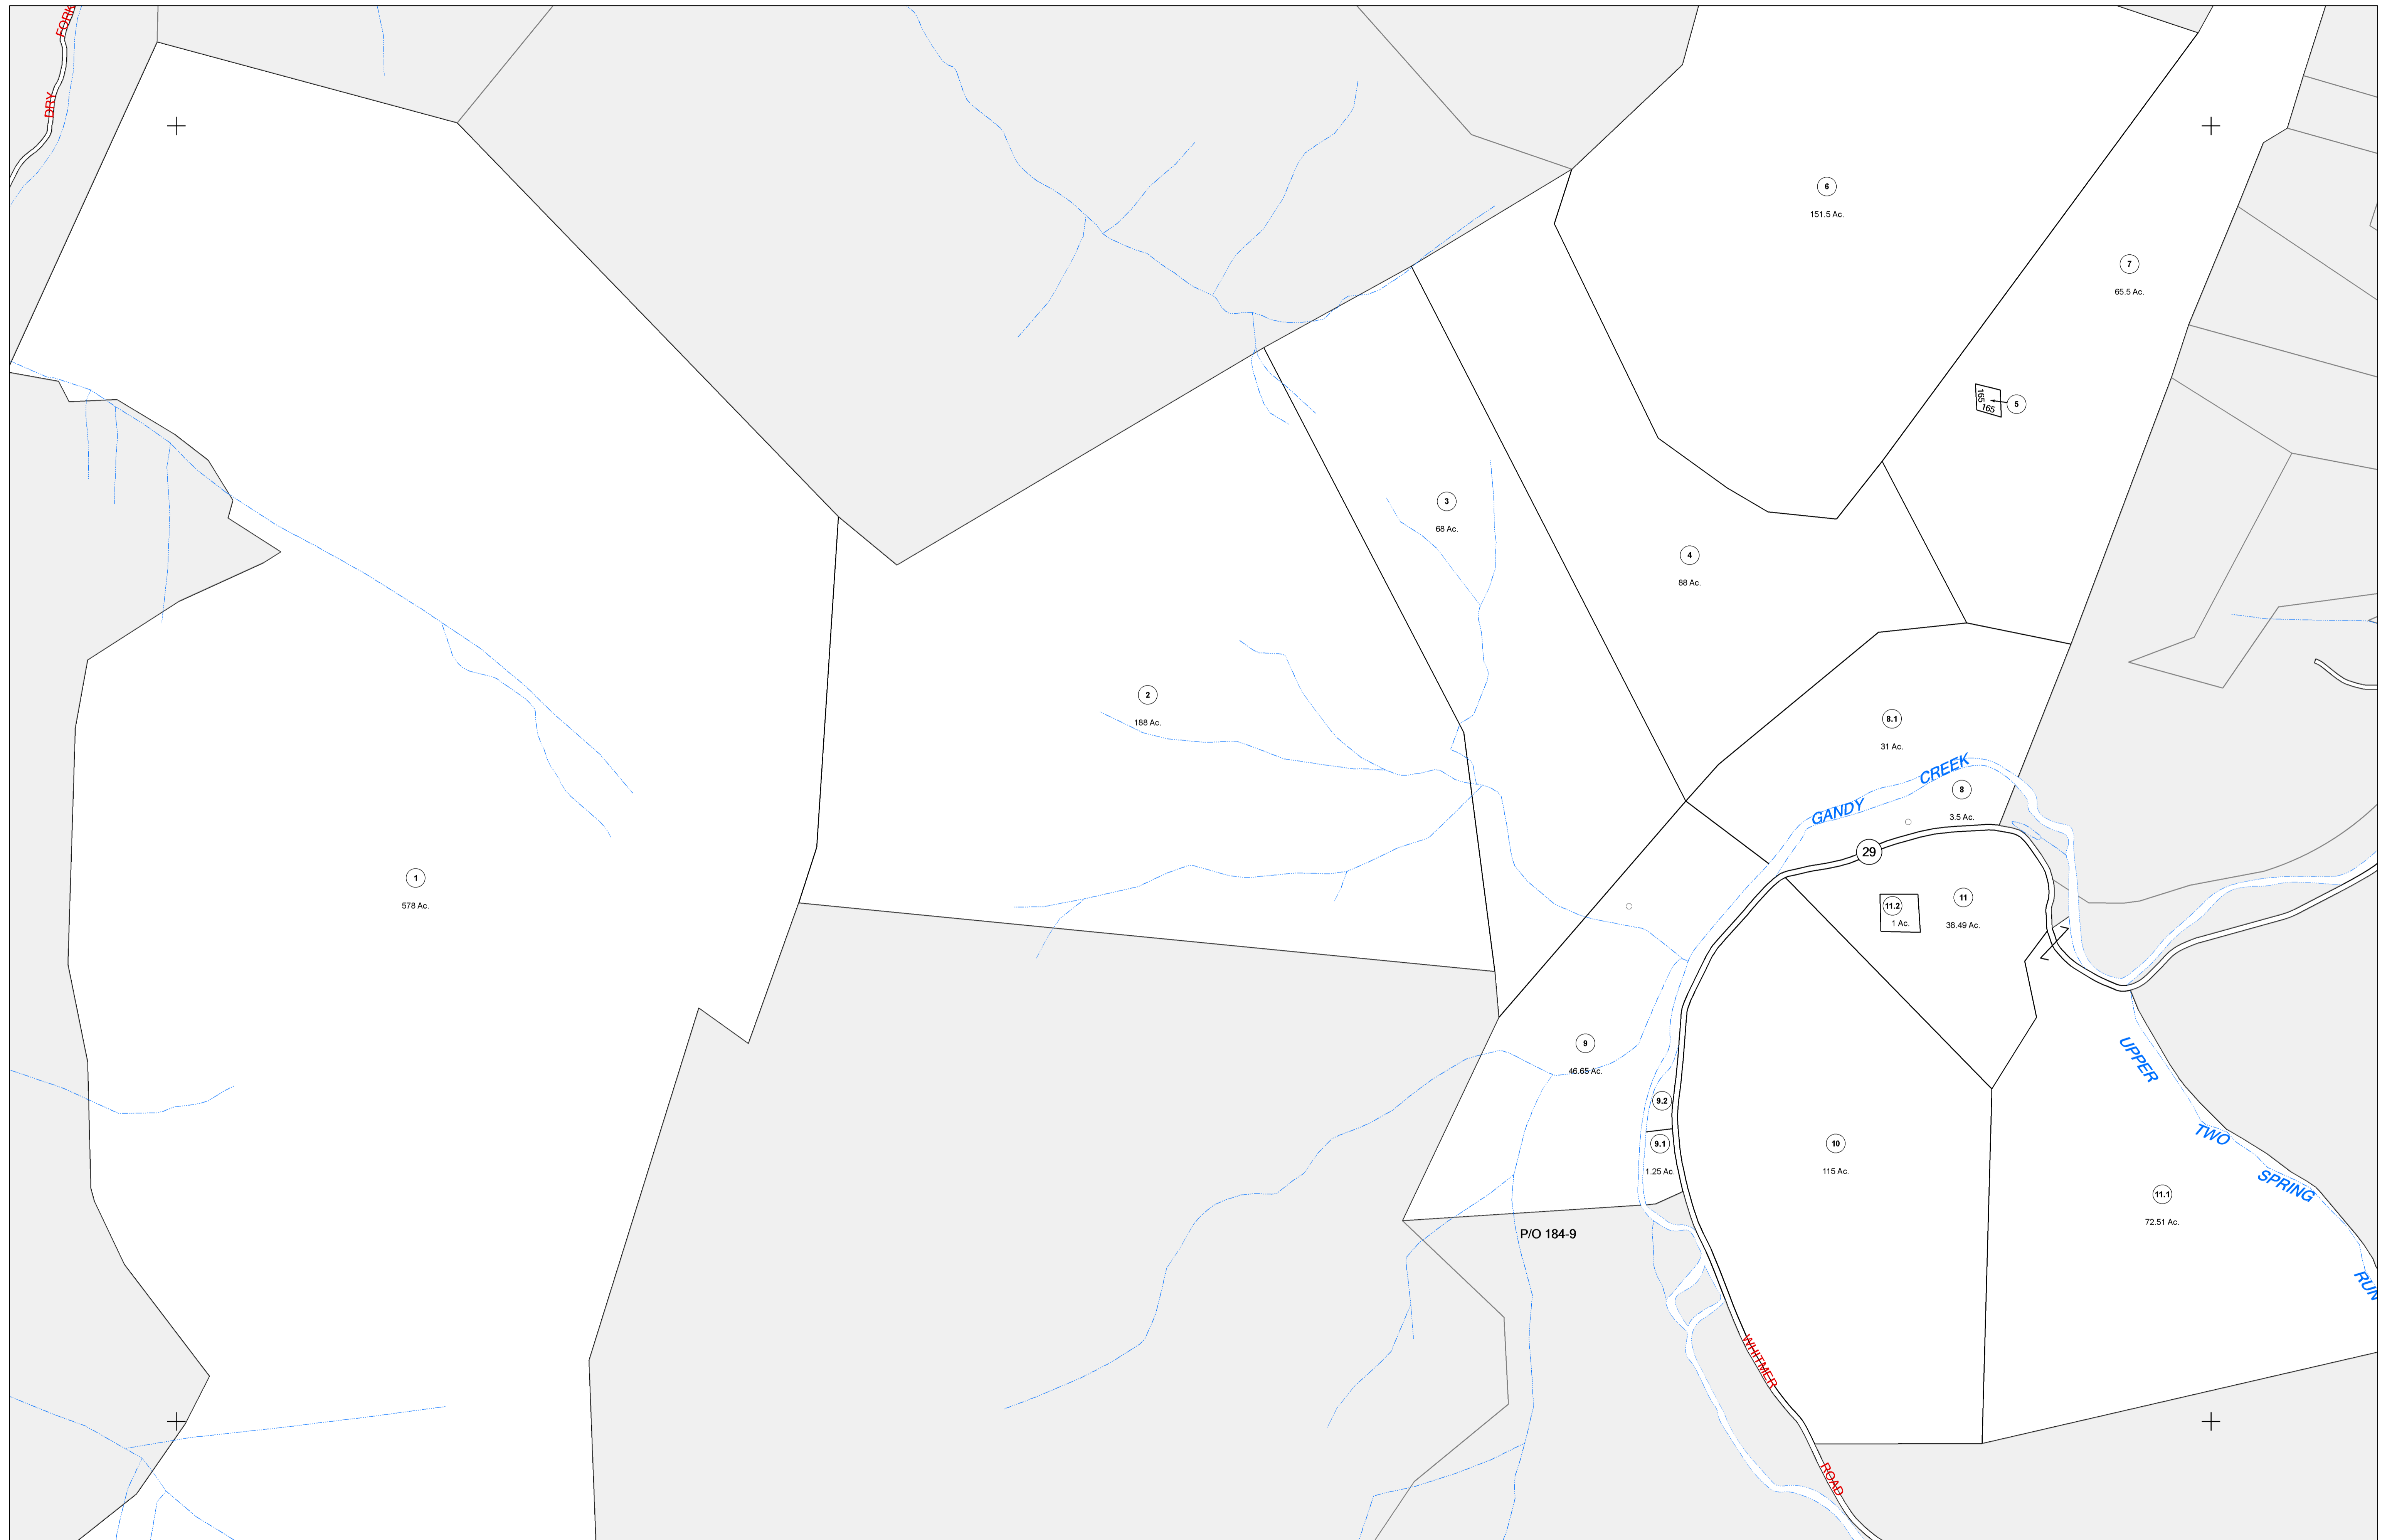 DRY FORK
6
151.5 Ac.
7
65.5 Ac.
165
165
5
3
68 Ac.
4
88 Ac.
2
188 Ac.
8.1
31 Ac.
GANDY CREEK
8
3.5 Ac.
29
1
578 Ac.
11.2
1 Ac.
11
38.49 Ac.
9
46.65 Ac.
9.2
9.1
1.25 Ac.
10
115 Ac.
11.1
72.51 Ac.
UPPER TWO SPRING RUN
P/O 184-9
WHITMER ROAD